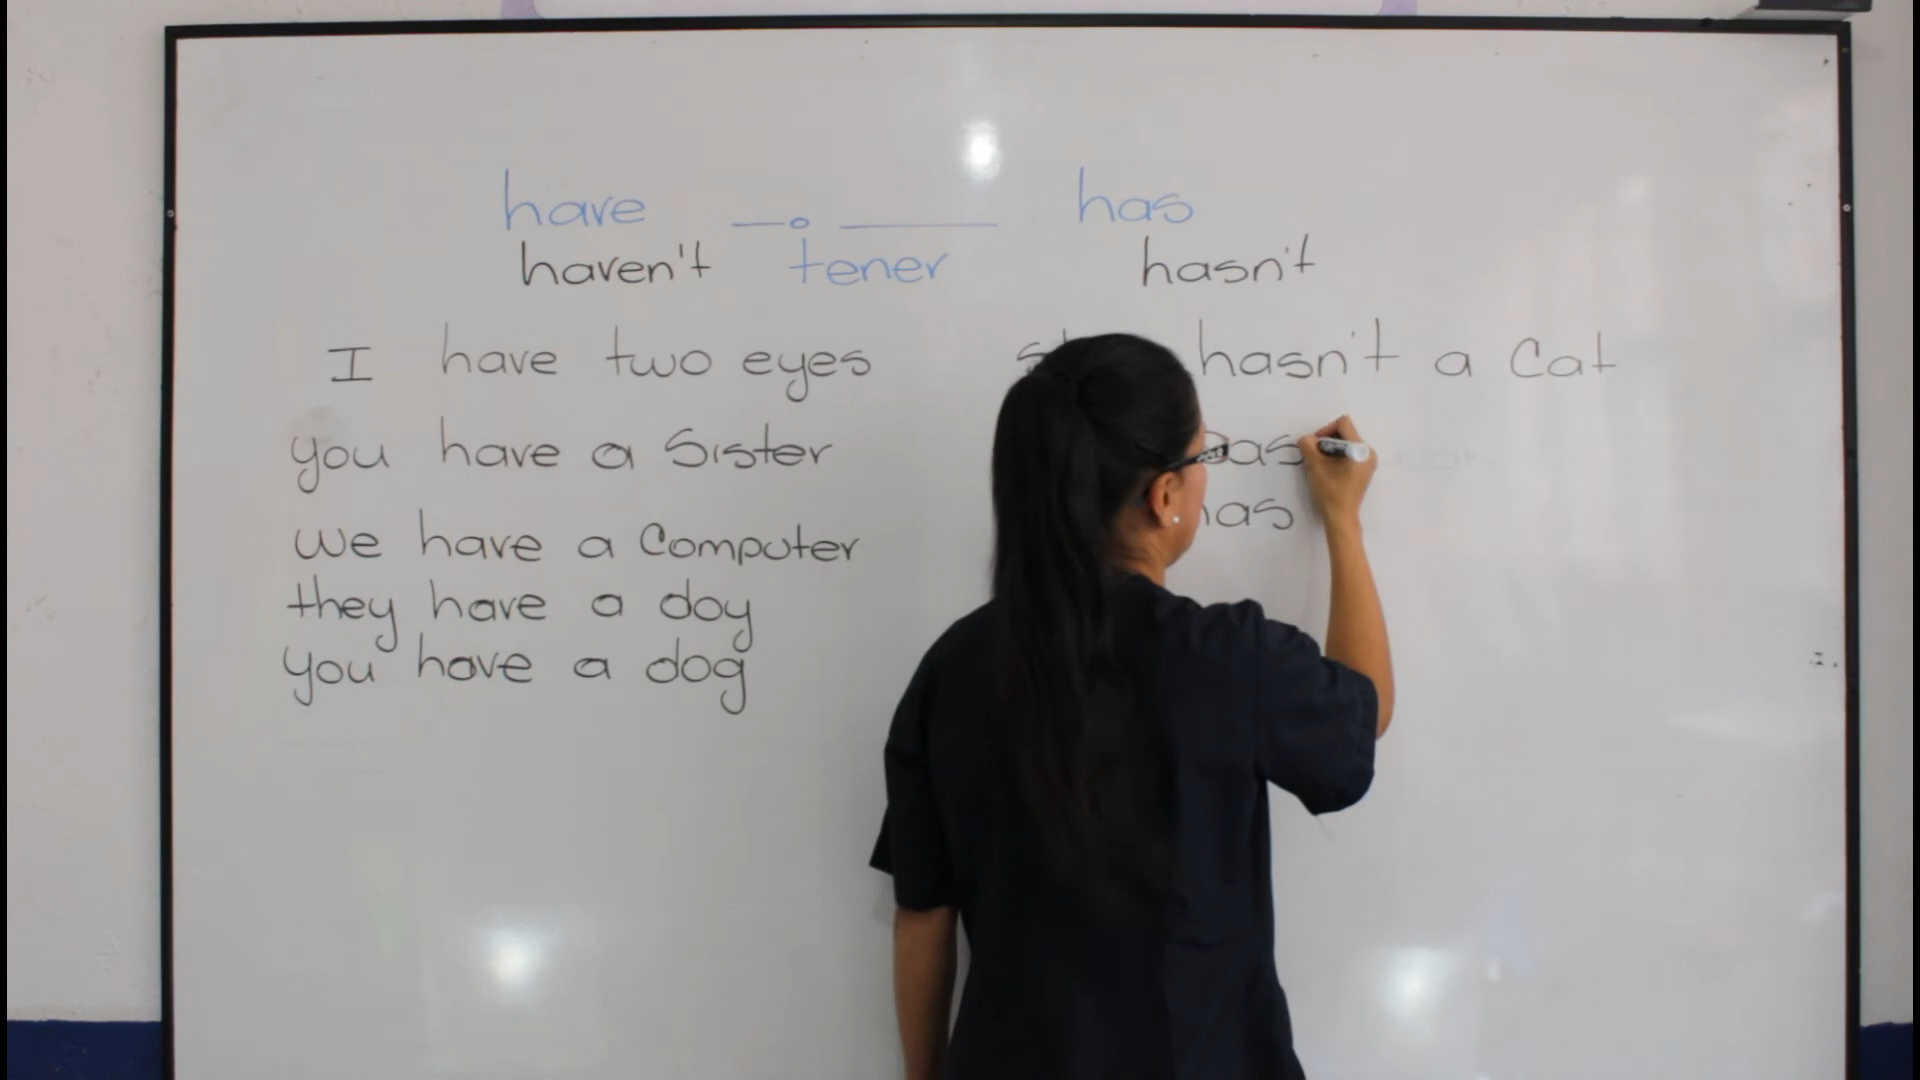 have has
haven't tener hasn't
I have two eyes
you have a Sister
We have a Computer
they have a doy
you have a dog
hasn't a Cat
has